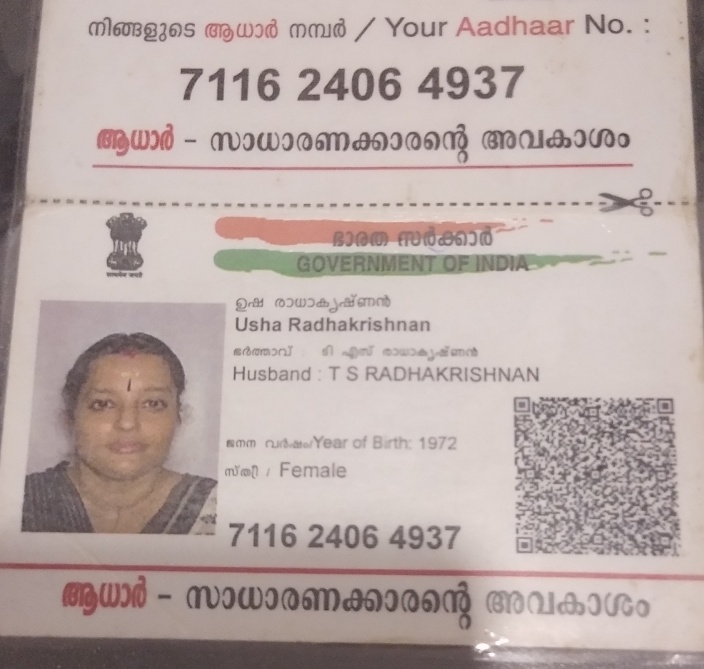 നിങ്ങളുടെ ആധാർ നമ്പർ / Your Aadhaar No. :
7116 2406 4937
ആധാർ – സാധാരണക്കാരന്റെ അവകാശം
ഭാരത സർക്കാർ
GOVERNMENT OF INDIA
ഉഷ രാധാകൃഷ്ണൻ
Usha Radhakrishnan
ഭർത്താവ് : ടി എസ് രാധാകൃഷ്ണൻ
Husband : T S RADHAKRISHNAN
ജനന വർഷം/Year of Birth: 1972
സ്ത്രീ / Female
7116 2406 4937
ആധാർ – സാധാരണക്കാരന്റെ അവകാശം